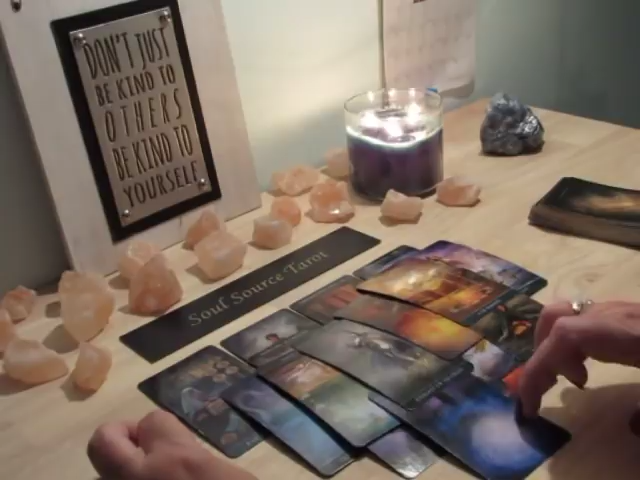 DON'T JUST
BE KIND TO
OTHERS
BE KIND TO
YOURSELF
Soul Source Tarot